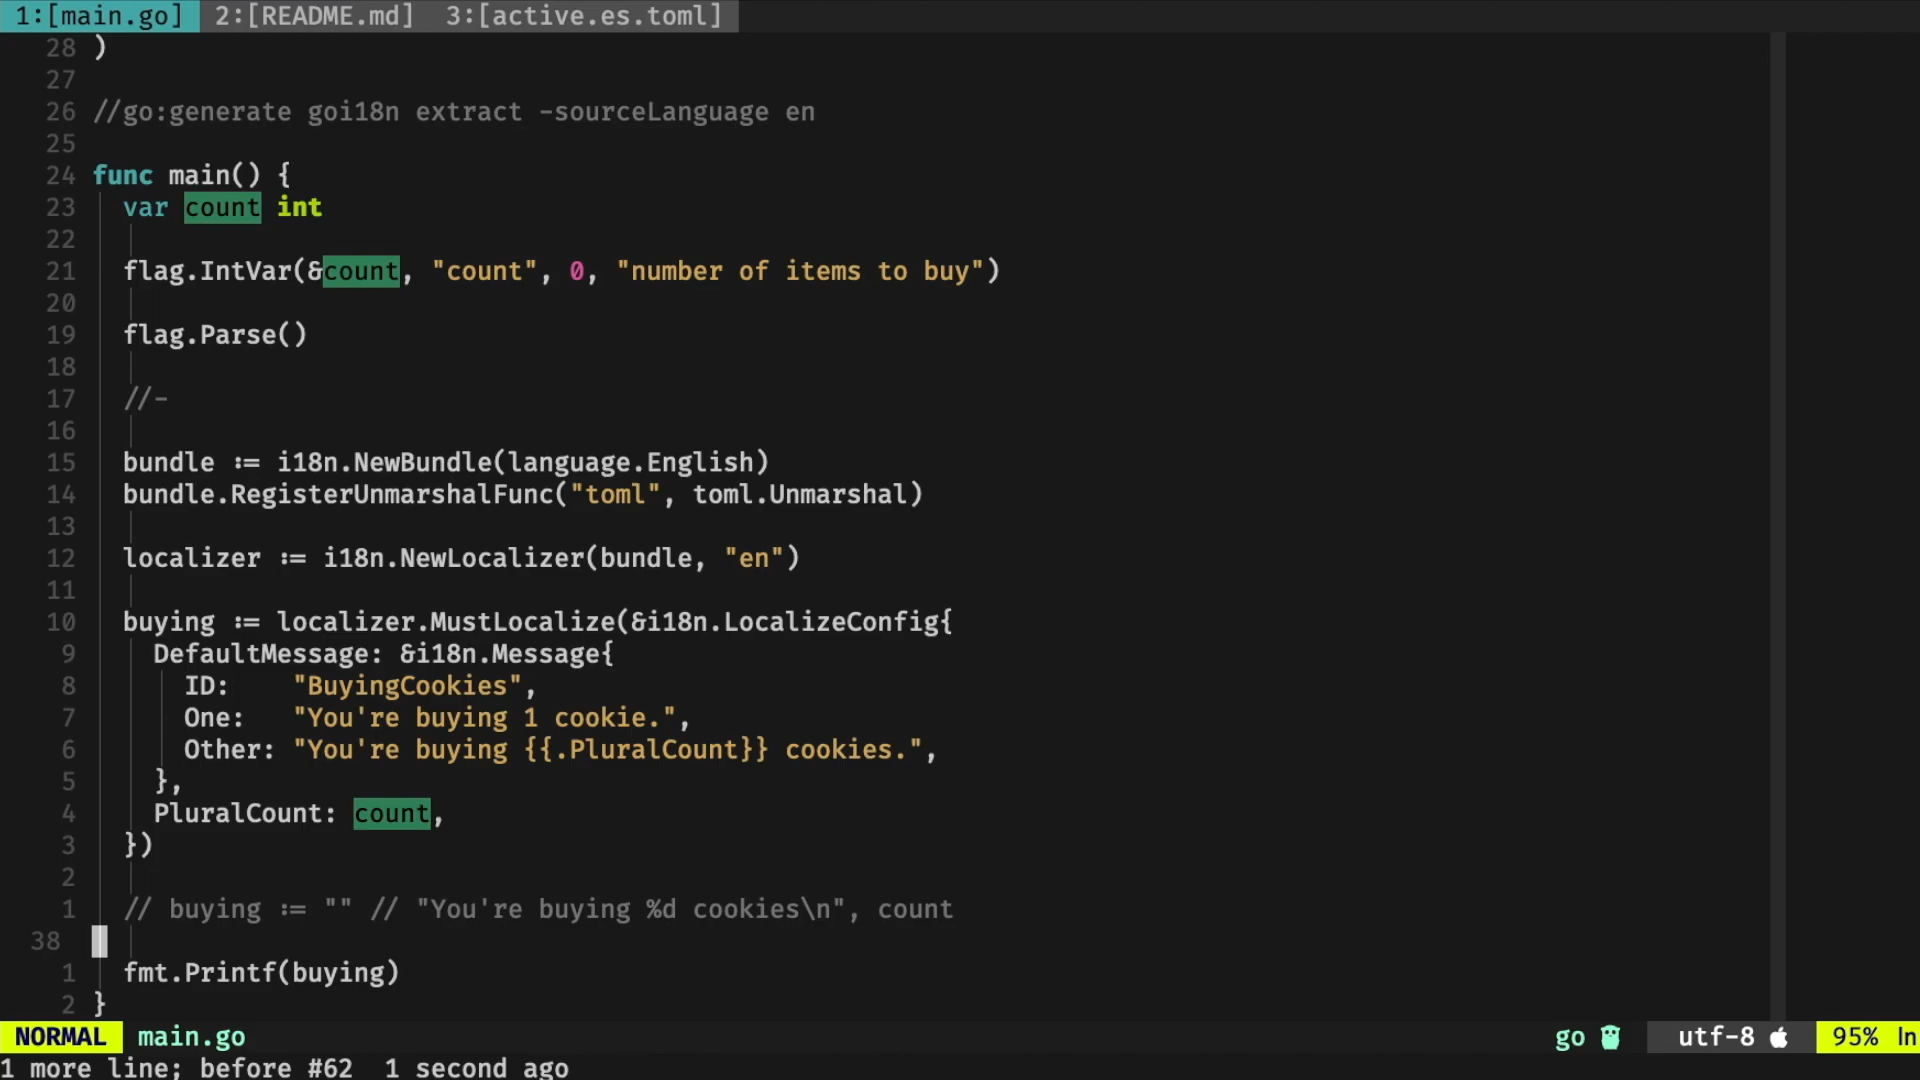 1:[main.go] 2:[README.md] 3:[active.es.toml]
28 )
27
26 //go:generate goi18n extract -sourceLanguage en
25
24 func main() {
23 var count int
22
21 flag.IntVar(&count, "count", 0, "number of items to buy")
20
19 flag.Parse()
18
17 //-
16
15 bundle := i18n.NewBundle(language.English)
14 bundle.RegisterUnmarshalFunc("toml", toml.Unmarshal)
13
12 localizer := i18n.NewLocalizer(bundle, "en")
11
10 buying := localizer.MustLocalize(&i18n.LocalizeConfig{
9 DefaultMessage: &i18n.Message{
8 ID: "BuyingCookies",
7 One: "You're buying 1 cookie.",
6 Other: "You're buying {{.PluralCount}} cookies.",
5 },
4 PluralCount: count,
3 })
2
1 // buying := "" // "You're buying %d cookies\n", count
38
1 fmt.Printf(buying)
2 }
NORMAL main.go go utf-8 95% ln
1 more line; before #62 1 second ago